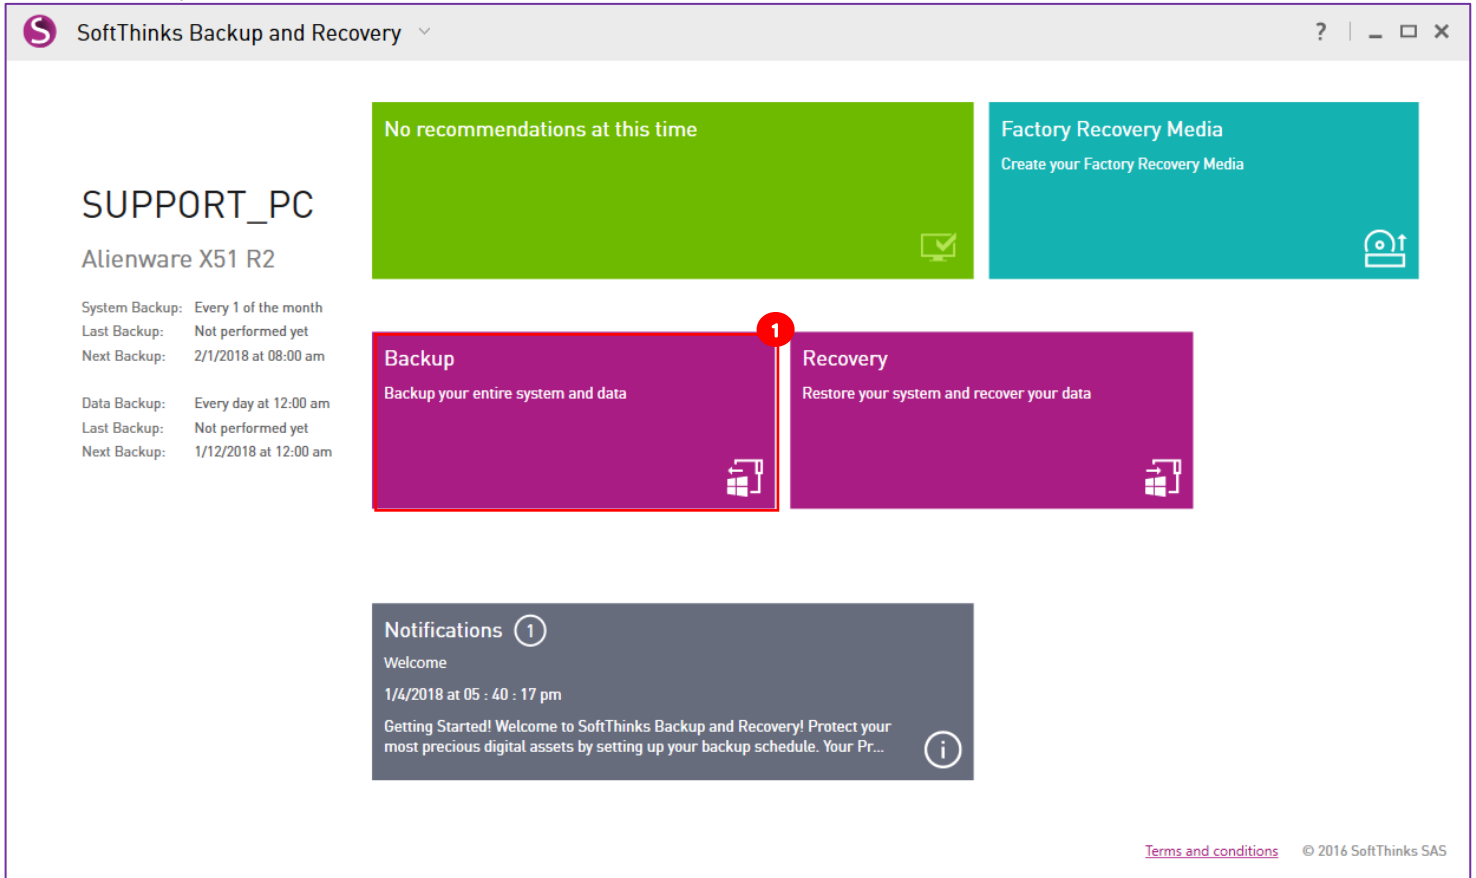 S SoftThinks Backup and Recovery ?
No recommendations at this time
Factory Recovery Media
Create your Factory Recovery Media
SUPPORT_PC
Alienware X51 R2
System Backup: Every 1 of the month
Last Backup: Not performed yet
Next Backup: 2/1/2018 at 08:00 am
Data Backup: Every day at 12:00 am
Last Backup: Not performed yet
Next Backup: 1/12/2018 at 12:00 am
1
Backup
Backup your entire system and data
Recovery
Restore your system and recover your data
Notifications 1
Welcome
1/4/2018 at 05 : 40 : 17 pm
Getting Started! Welcome to SoftThinks Backup and Recovery! Protect your
most precious digital assets by setting up your backup schedule. Your Pr...
i
Terms and conditions © 2016 SoftThinks SAS